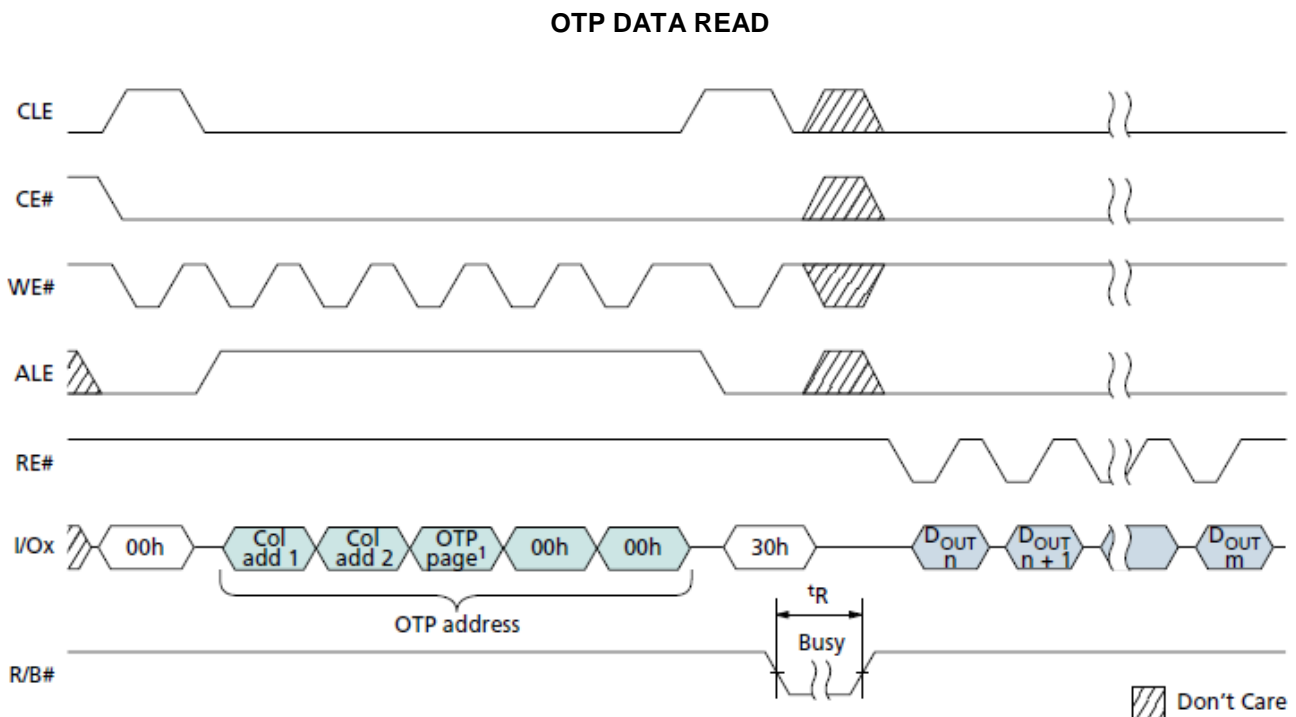 OTP DATA READ
CLE
CE#
WE#
ALE
RE#
I/Ox
00h
Col add 1
Col add 2
OTP page¹
00h
00h
30h
DOUT n
DOUT n + 1
DOUT m
OTP address
tR
Busy
R/B#
Don't Care